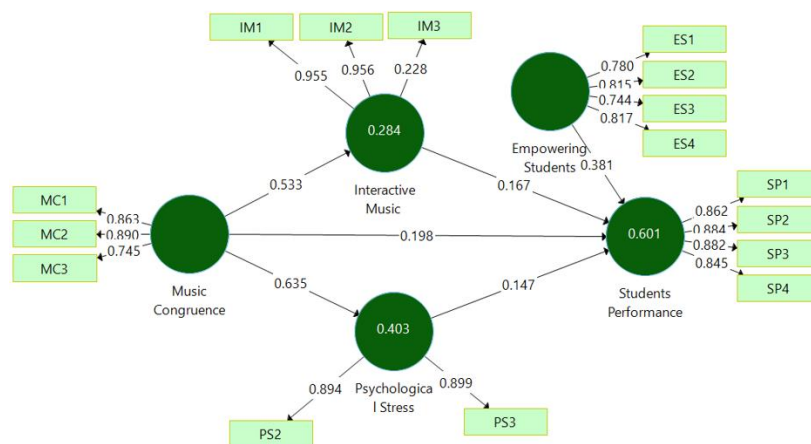 IM1
IM2
IM3
ES1
ES2
ES3
ES4
0.955
0.956
0.228
0.780
0.815
0.744
0.817
0.284
Interactive
Music
Empowering
Students
0.381
0.533
0.167
MC1
MC2
MC3
0.863
0.890
0.745
Music
Congruence
0.198
0.601
Students
Performance
SP1
SP2
SP3
SP4
0.862
0.884
0.882
0.845
0.635
0.147
0.403
Psychologica
l Stress
0.894
0.899
PS2
PS3